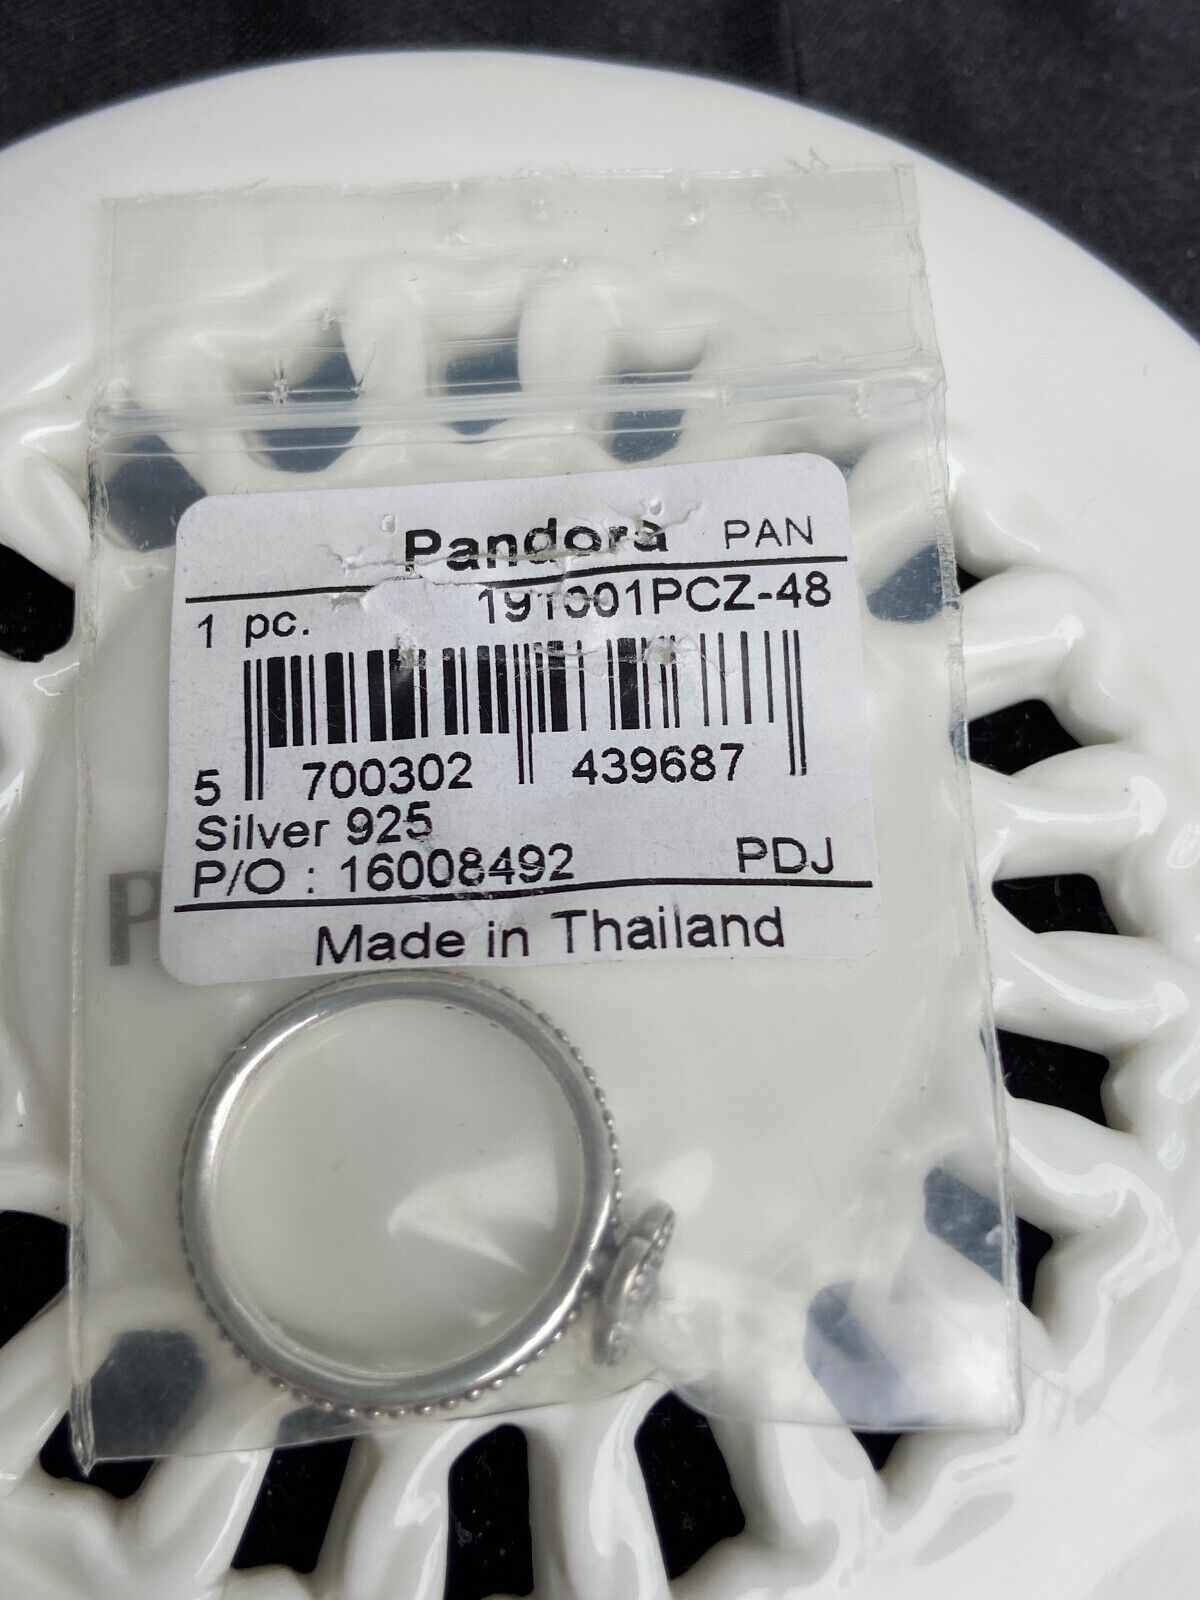 Pandora PAN
1 pc. 191001PCZ-48
5 700302 439687
Silver 925
P/O : 16008492 PDJ
Made in Thailand
P